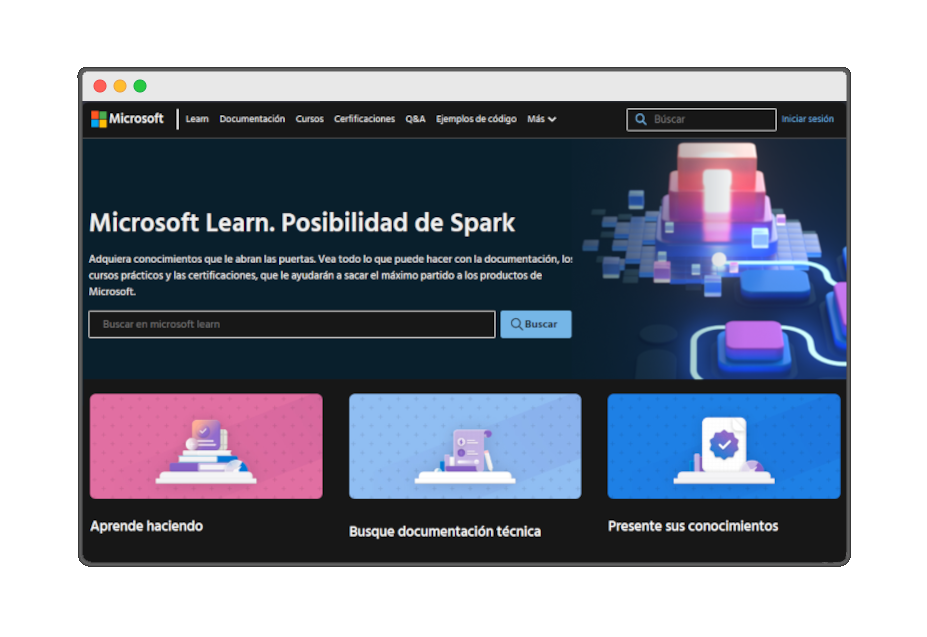 Microsoft Learn Documentación Cursos Cerfificaciones Q&A Ejemplos de código Más Búscar Iniciar sesión
Microsoft Learn. Posibilidad de Spark
Adquiera conocimientos que le abran las puertas. Vea todo lo que puede hacer con la documentación, los
cursos prácticos y las certificaciones, que le ayudarán a sacar el máximo partido a los productos de
Microsoft.
Buscar en microsoft learn Buscar
Aprende haciendo
Busque documentación técnica
Presente sus conocimientos